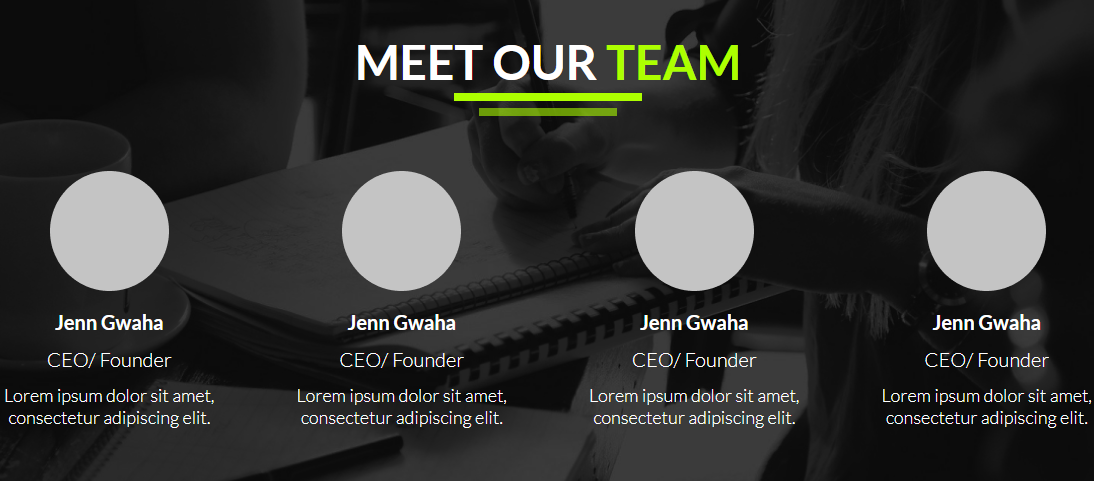 MEET OUR TEAM
Jenn Gwaha
CEO/ Founder
Lorem ipsum dolor sit amet,
consectetur adipiscing elit.
Jenn Gwaha
CEO/ Founder
Lorem ipsum dolor sit amet,
consectetur adipiscing elit.
Jenn Gwaha
CEO/ Founder
Lorem ipsum dolor sit amet,
consectetur adipiscing elit.
Jenn Gwaha
CEO/ Founder
Lorem ipsum dolor sit amet,
consectetur adipiscing elit.